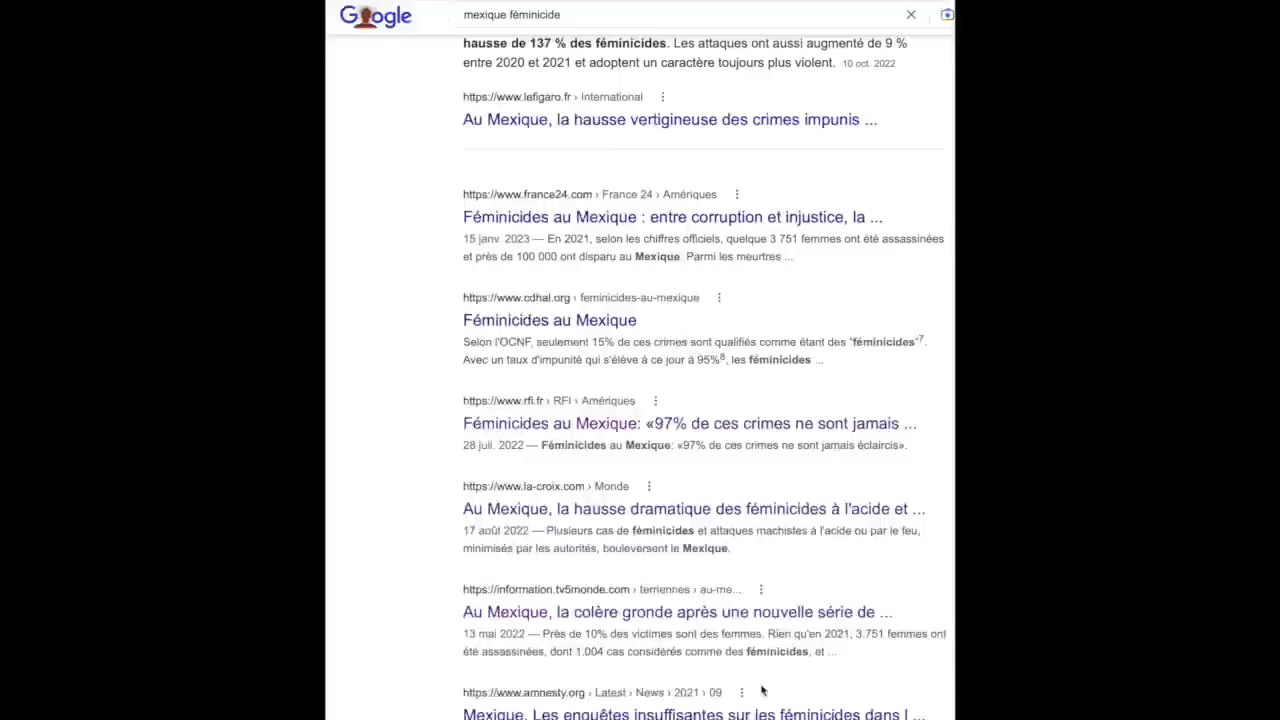 Google
mexique féminicide
hausse de 137 % des féminicides. Les attaques ont aussi augmenté de 9 %
entre 2020 et 2021 et adoptent un caractère toujours plus violent. 10 oct. 2022
https://www.lefigaro.fr › International
Au Mexique, la hausse vertigineuse des crimes impunis ...
https://www.france24.com › France 24 › Amériques
Féminicides au Mexique : entre corruption et injustice, la ...
15 janv. 2023 — En 2021, selon les chiffres officiels, quelque 3 751 femmes ont été assassinées
et près de 100 000 ont disparu au Mexique. Parmi les meurtres ...
https://www.cdhal.org › feminicides-au-mexique
Féminicides au Mexique
Selon l'OCNF, seulement 15% de ces crimes sont qualifiés comme étant des "féminicides"7.
Avec un taux d'impunité qui s'élève à ce jour à 95%8, les féminicides ...
https://www.rfi.fr › RFI › Amériques
Féminicides au Mexique: «97% de ces crimes ne sont jamais ...
28 juil. 2022 — Féminicides au Mexique: «97% de ces crimes ne sont jamais éclaircis».
https://www.la-croix.com › Monde
Au Mexique, la hausse dramatique des féminicides à l'acide et ...
17 août 2022 — Plusieurs cas de féminicides et attaques machistes à l'acide ou par le feu,
minimisés par les autorités, bouleversent le Mexique.
https://information.tv5monde.com › terriennes › au-me...
Au Mexique, la colère gronde après une nouvelle série de ...
13 mai 2022 — Près de 10% des victimes sont des femmes. Rien qu'en 2021, 3.751 femmes ont
été assassinées, dont 1.004 cas considérés comme des féminicides, et ...
https://www.amnesty.org › Latest › News › 2021 › 09
Mexique. Les enquêtes insuffisantes sur les féminicides dans l ...